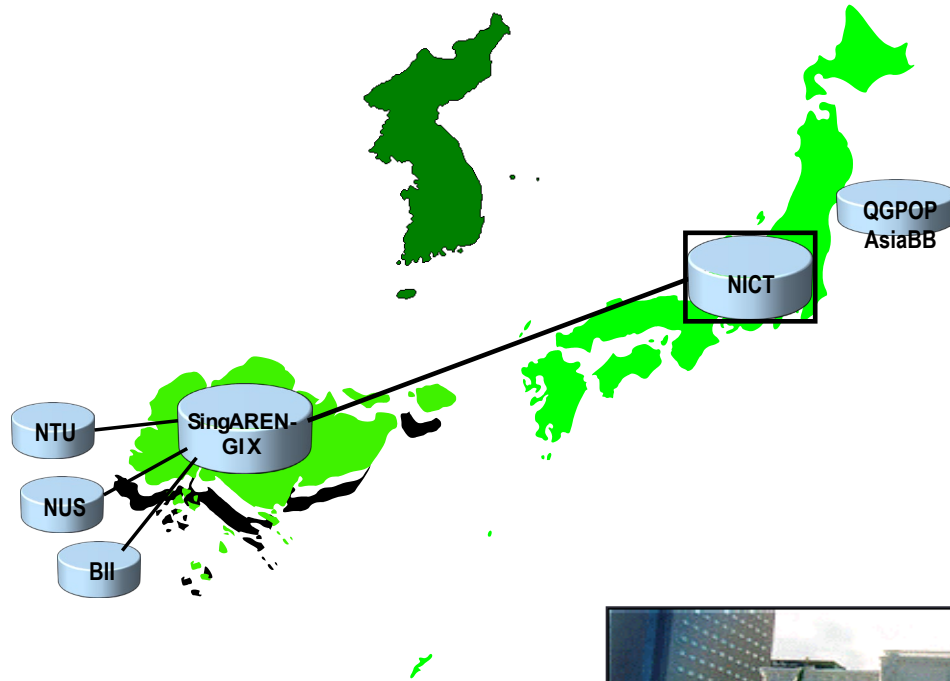 QGPOP
AsiaBB
NICT
SingAREN-
GIX
NTU
NUS
BII